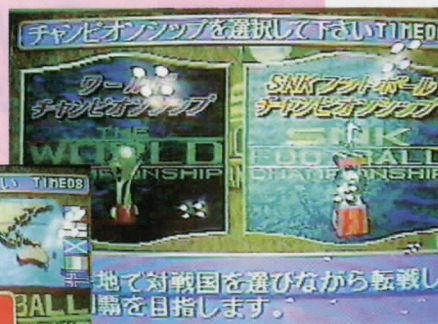 チャンピオンシップを選択して下さい TIME0
ワールド
チャンピオンシップ
THE
WORLD
CHAMPIONSHIP
SNKフットボール
チャンピオンシップ
SNK
FOOTBALL
CHAMPIONSHIP
い TIME08
地で対戦国を選びながら転戦し
覇を目指します。
BALL